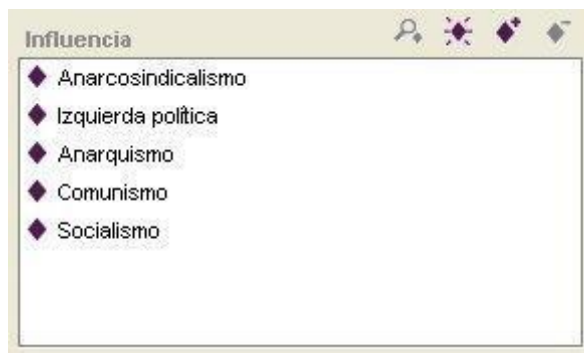 Influencia
Anarcosindicalismo
Izquierda política
Anarquismo
Comunismo
Socialismo